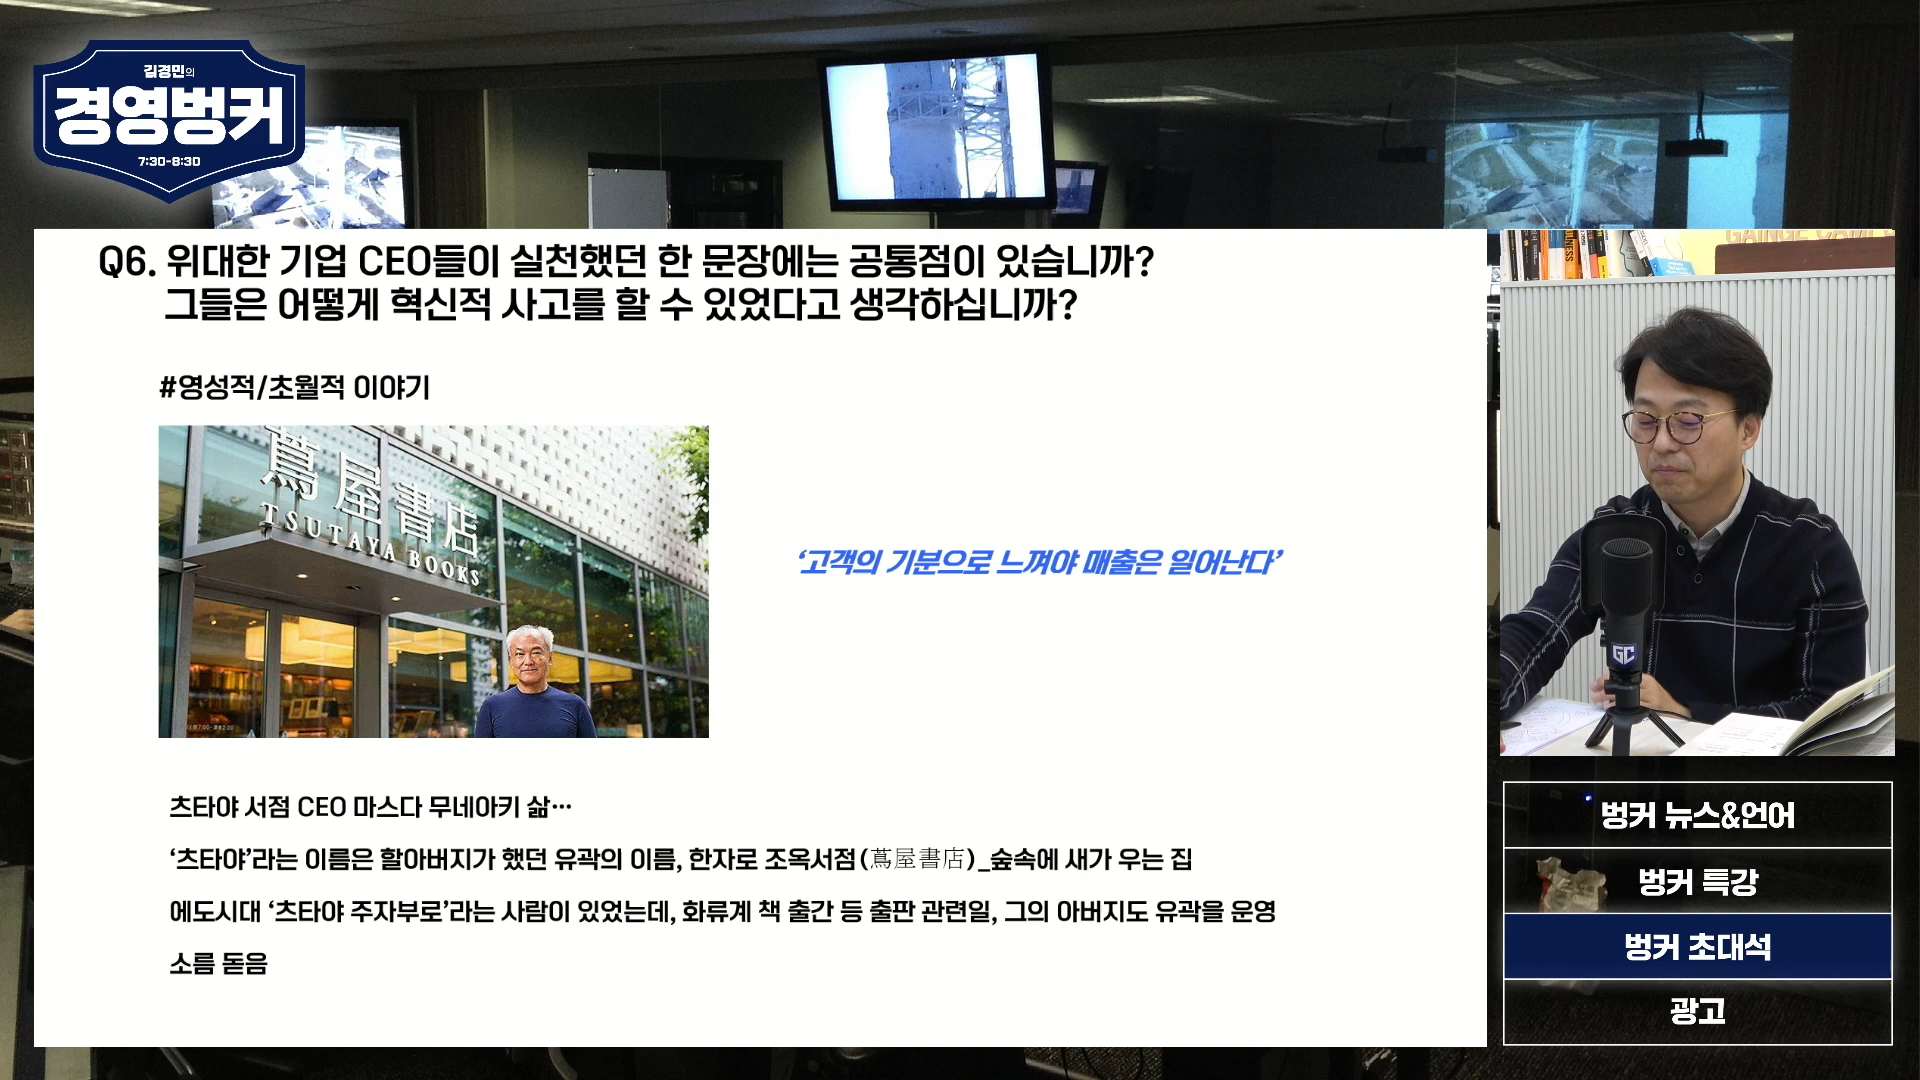 김경민의
경영벙커
7:30-8:30
Q6. 위대한 기업 CEO들이 실천했던 한 문장에는 공통점이 있습니까?
그들은 어떻게 혁신적 사고를 할 수 있었다고 생각하십니까?
#영성적/초월적 이야기
蔦屋書店
TSUTAYA BOOKS
‘고객의 기분으로 느껴야 매출은 일어난다’
츠타야 서점 CEO 마스다 무네아키 삶…
‘츠타야’라는 이름은 할아버지가 했던 유곽의 이름, 한자로 조옥서점(蔦屋書店)_숲속에 새가 우는 집
에도시대 ‘츠타야 주자부로’라는 사람이 있었는데, 화류계 책 출간 등 출판 관련일, 그의 아버지도 유곽을 운영
소름 돋음
GC
벙커 뉴스&언어
벙커 특강
벙커 초대석
광고